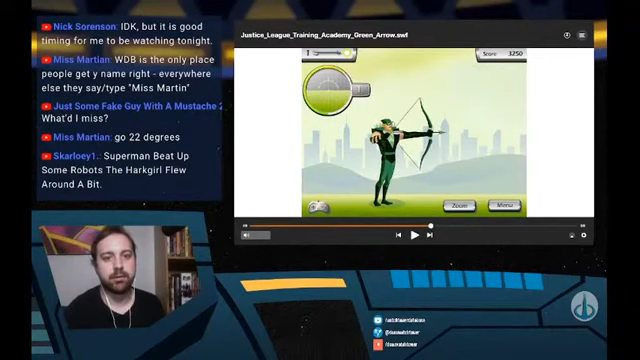 Nick Sorenson: IDK, but it is good
timing for me to be watching tonight.
Miss Martian: WDB is the only place
people get y name right - everywhere
else they say/type "Miss Martin"
Just Some Fake Guy With A Mustache 2
What'd I miss?
Miss Martian: go 22 degrees
Skarloey1.: Superman Beat Up
Some Robots The Harkgirl Flew
Around A Bit.
Justice_League_Training_Academy_Green_Arrow.swf
1
Score 3250
Zoom
Menu